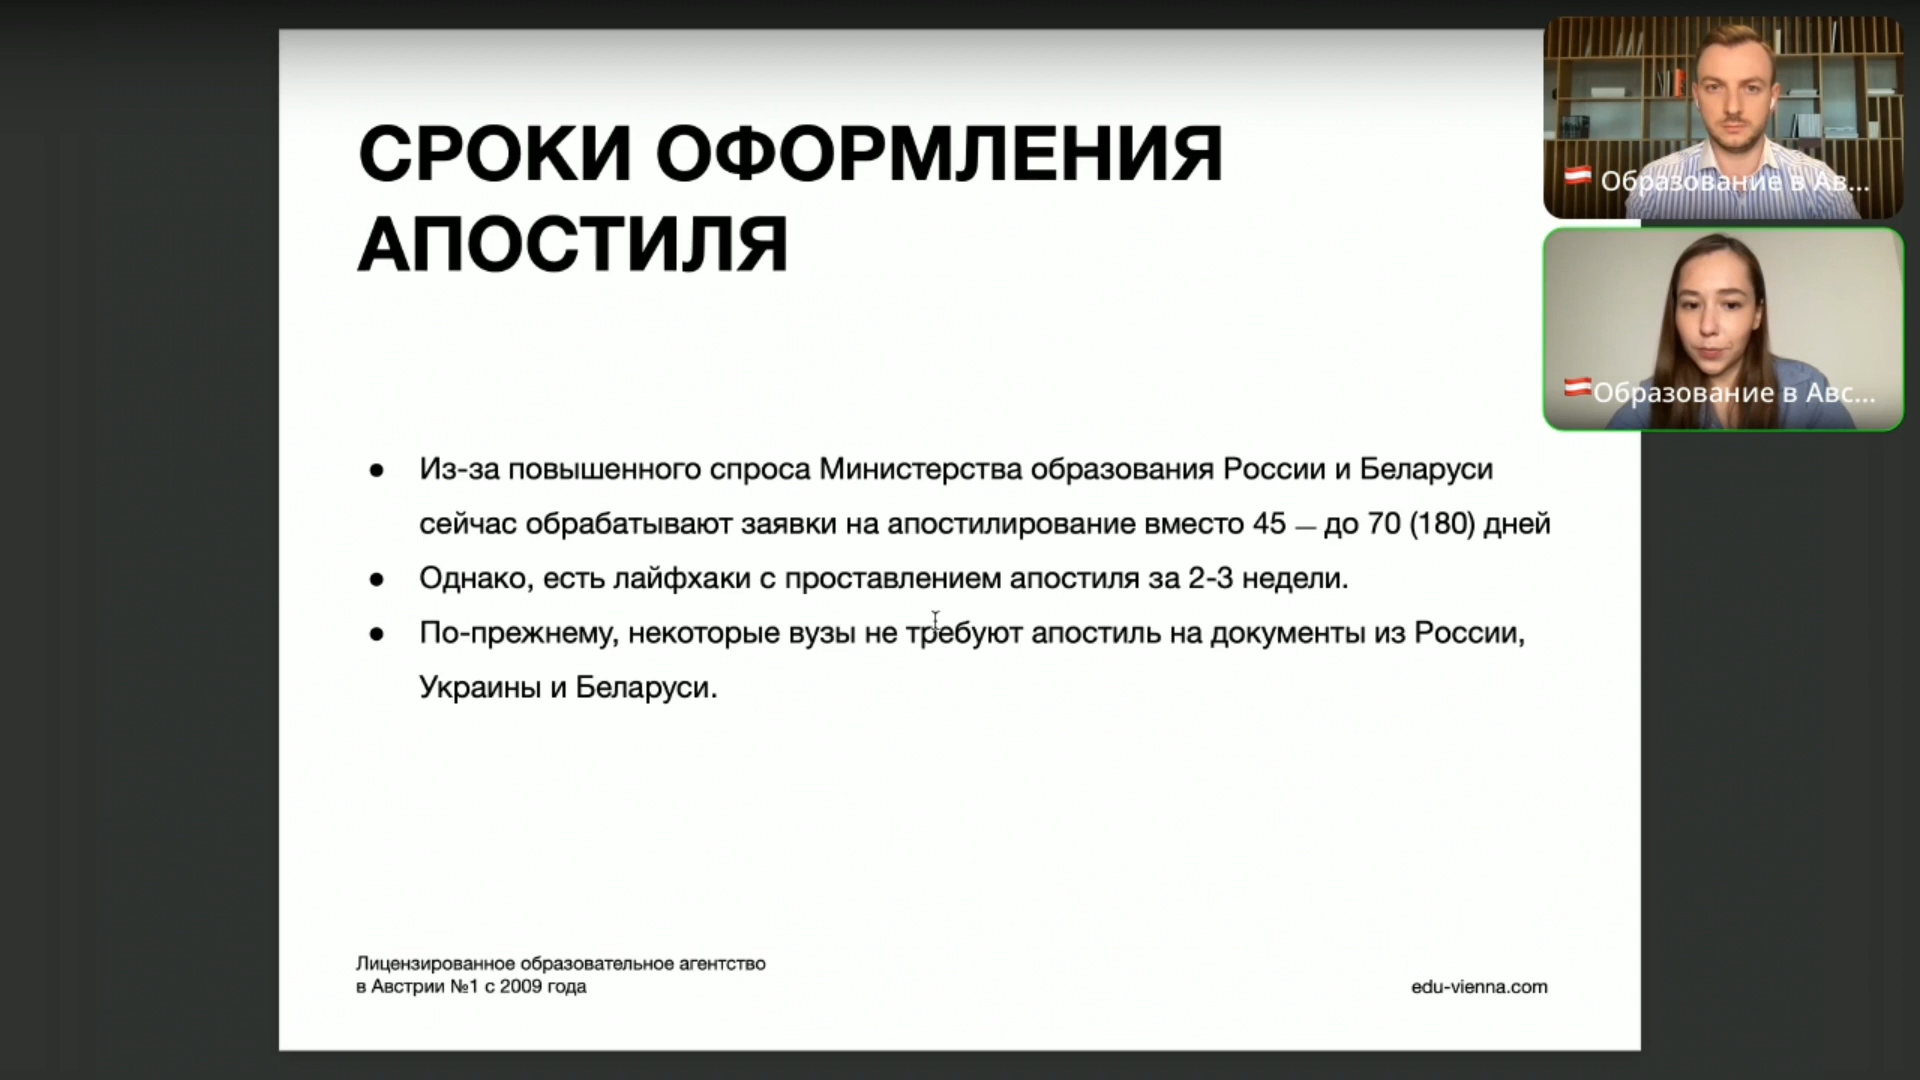 СРОКИ ОФОРМЛЕНИЯ
АПОСТИЛЯ
Образование в Ав...
Образование в Авс...
● Из-за повышенного спроса Министерства образования России и Беларуси
сейчас обрабатывают заявки на апостилирование вместо 45 — до 70 (180) дней
● Однако, есть лайфхаки с проставлением апостиля за 2-3 недели.
● По-прежнему, некоторые вузы не требуют апостиль на документы из России,
Украины и Беларуси.
Лицензированное образовательное агентство
в Австрии №1 с 2009 года
edu-vienna.com